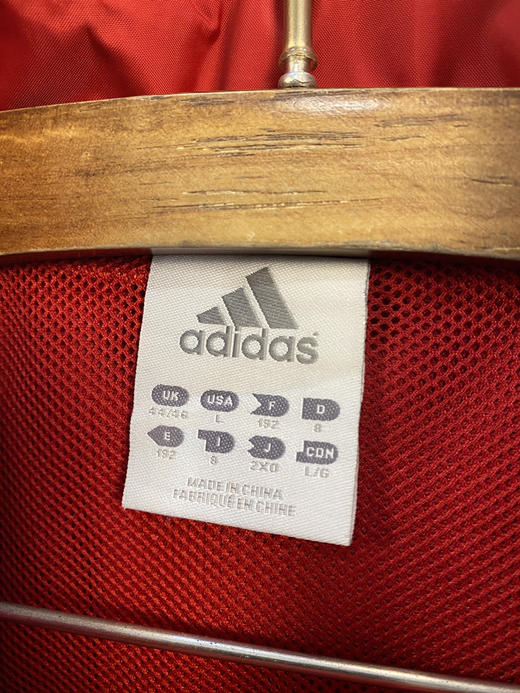 adidas
UK USA F D
44/46 L 192 8
E I J CDN
192 8 2XO L/G
MADE IN CHINA
FABRIQUÉ EN CHINE